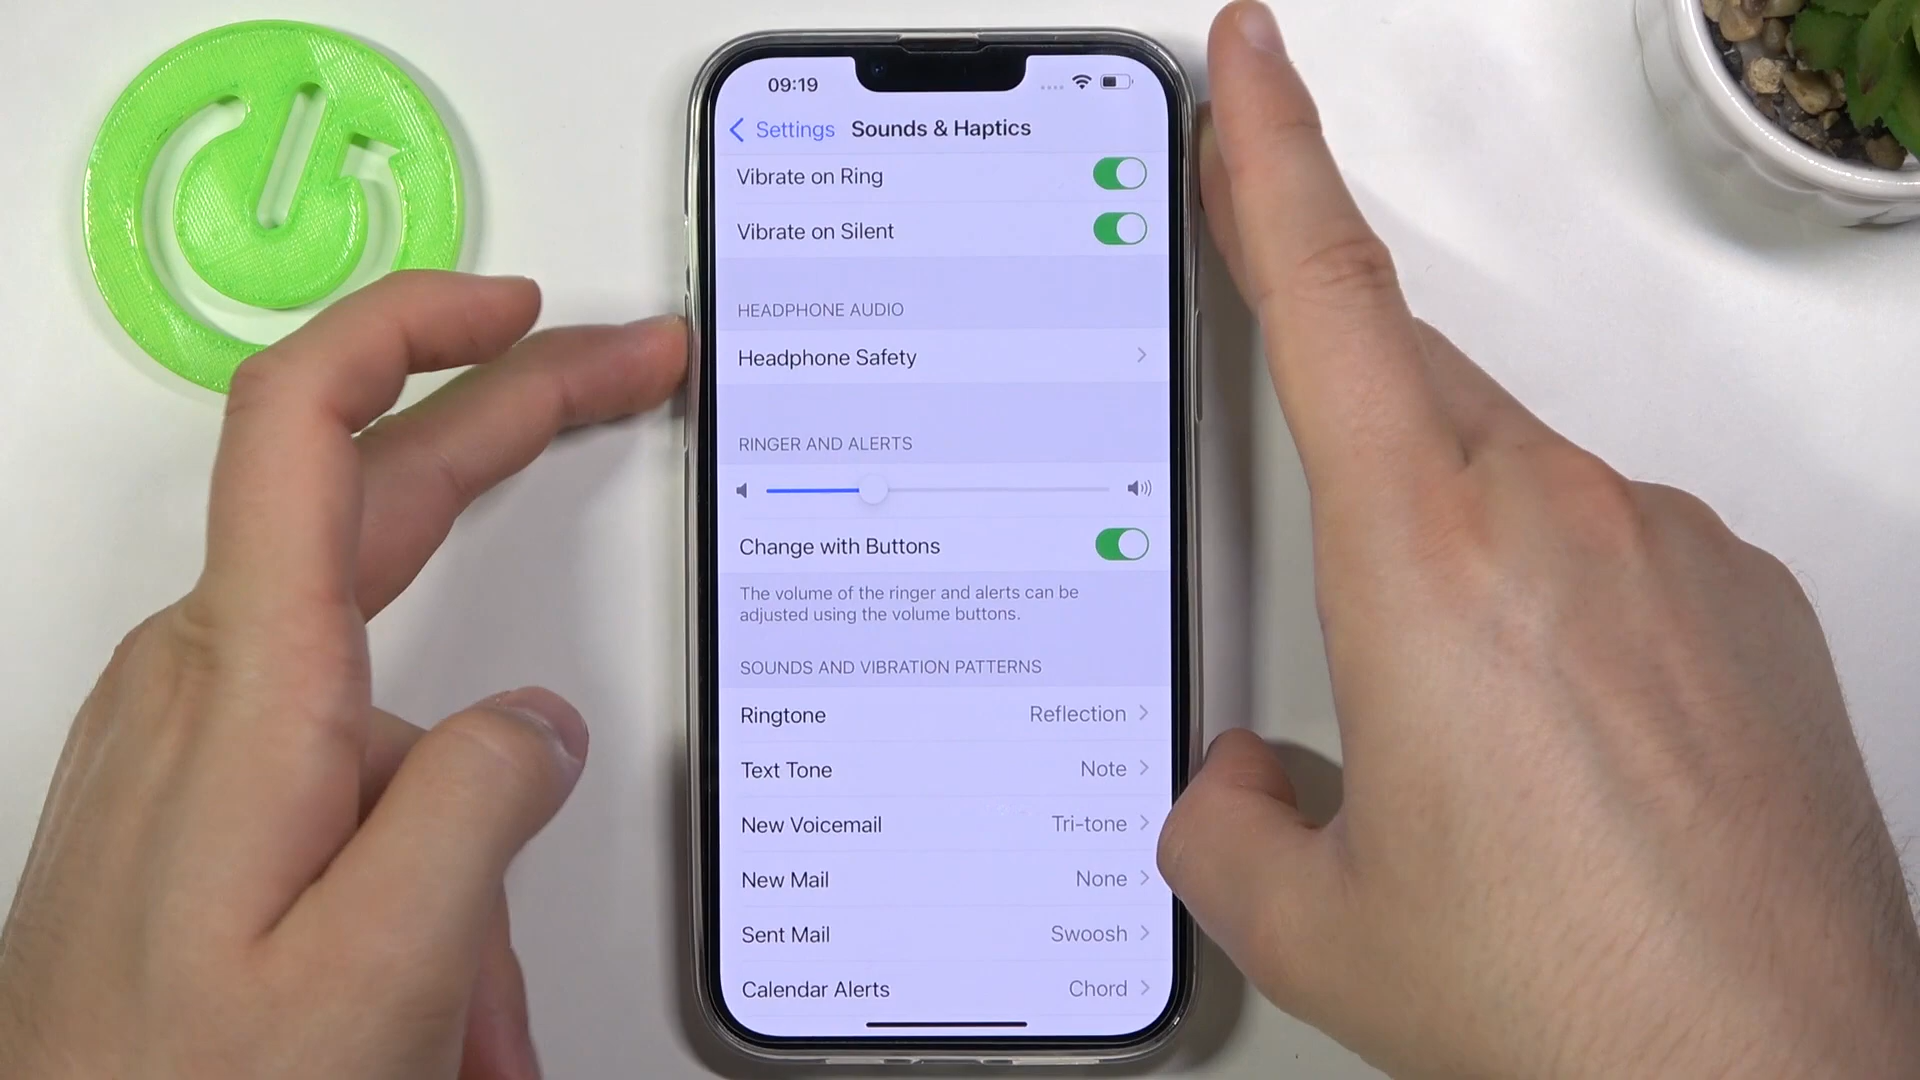 09:19
Settings Sounds & Haptics
Vibrate on Ring
Vibrate on Silent
HEADPHONE AUDIO
Headphone Safety
RINGER AND ALERTS
Change with Buttons
The volume of the ringer and alerts can be
adjusted using the volume buttons.
SOUNDS AND VIBRATION PATTERNS
Ringtone Reflection
Text Tone Note
New Voicemail Tri-tone
New Mail None
Sent Mail Swoosh
Calendar Alerts Chord